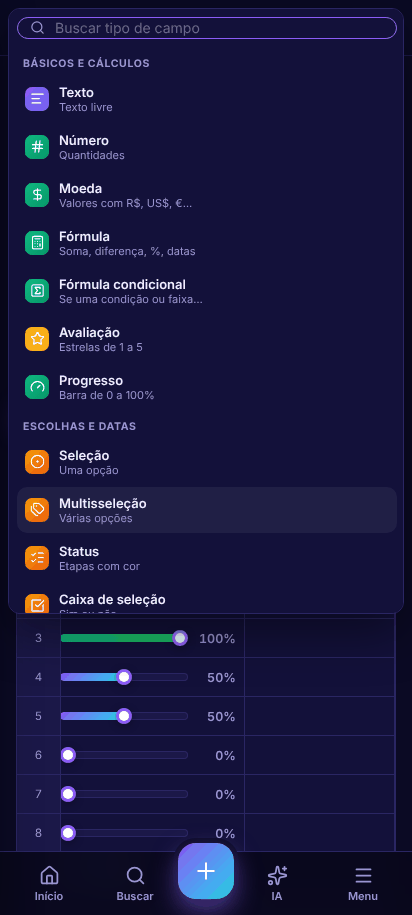 Buscar tipo de campo
BÁSICOS E CÁLCULOS
Texto
Texto livre
Número
Quantidades
Moeda
Valores com R$, US$, €...
Fórmula
Soma, diferença, %, datas
Fórmula condicional
Se uma condição ou faixa...
Avaliação
Estrelas de 1 a 5
Progresso
Barra de 0 a 100%
ESCOLHAS E DATAS
Seleção
Uma opção
Multisseleção
Várias opções
Status
Etapas com cor
Caixa de seleção
Sim ou não
3 100%
4 50%
5 50%
6 0%
7 0%
8 0%
Início Buscar IA Menu